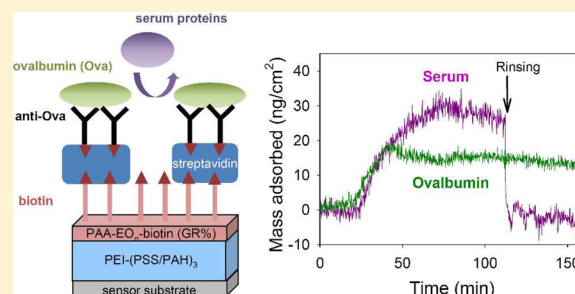 serum proteins
ovalbumin (Ova)
anti-Ova
streptavidin
biotin
PAA-EOₙ-biotin (GR%)
PEI-(PSS/PAH)₃
sensor substrate
Mass adsorbed (ng/cm²)
40
30
20
10
0
-10
Serum
Rinsing
Ovalbumin
0 50 100 150
Time (min)